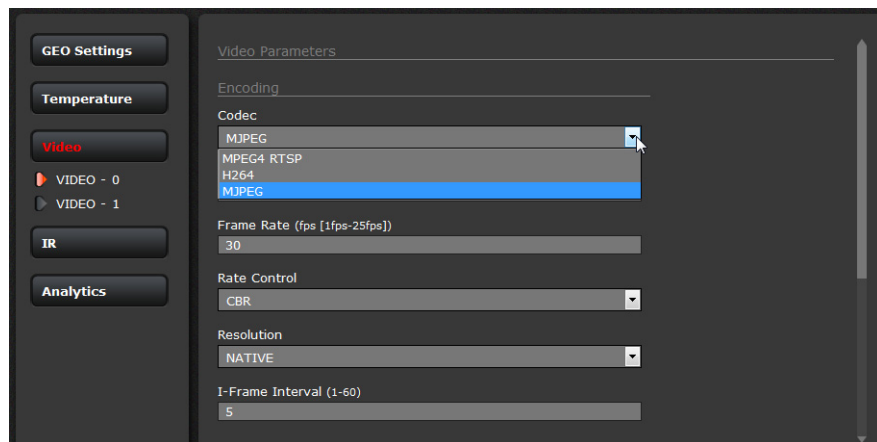 GEO Settings
Temperature
Video
VIDEO - 0
VIDEO - 1
IR
Analytics
Video Parameters
Encoding
Codec
MJPEG
MPEG4 RTSP
H264
MJPEG
Frame Rate (fps [1fps-25fps])
30
Rate Control
CBR
Resolution
NATIVE
I-Frame Interval (1-60)
5